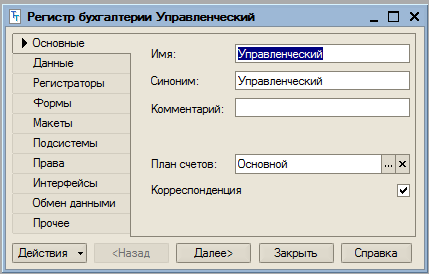 Регистр бухгалтерии Управленческий
Основные
Данные
Регистраторы
Формы
Макеты
Подсистемы
Права
Интерфейсы
Обмен данными
Прочее
Имя: Управленческий
Синоним: Управленческий
Комментарий:
План счетов: Основной ...
Корреспонденция
Действия <Назад Далее> Закрыть Справка